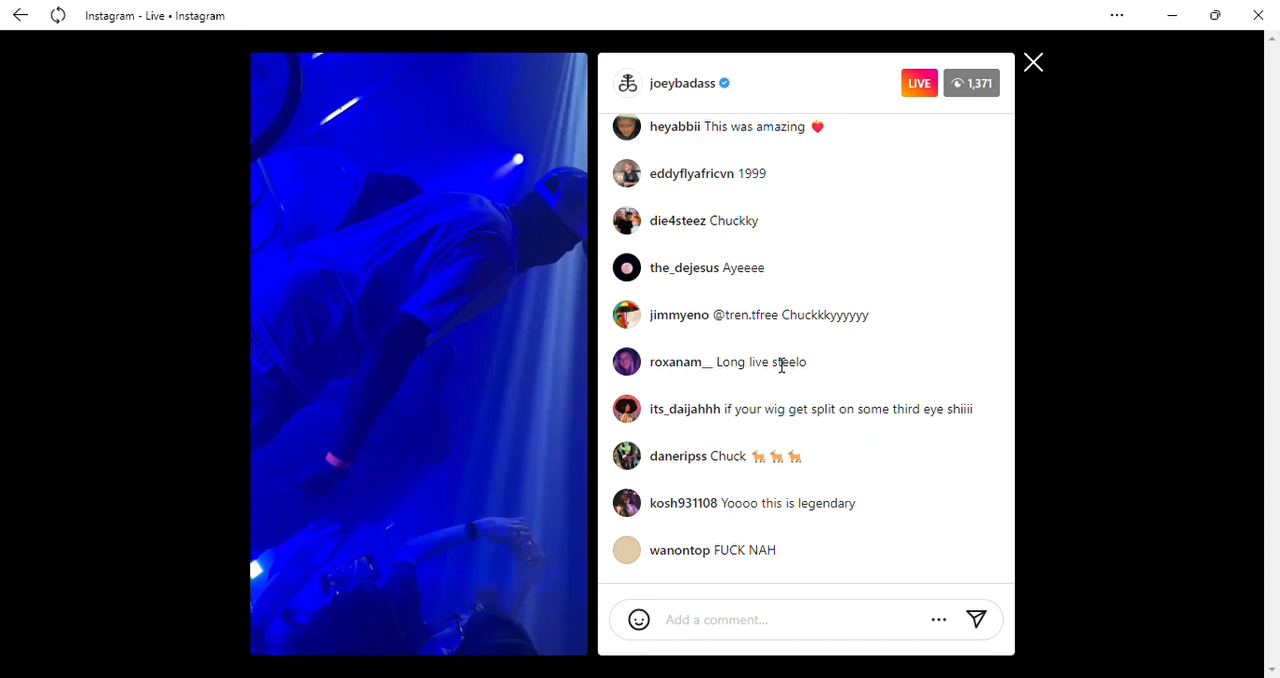 Instagram - Live • Instagram
joeybadass
LIVE 1,371
heyabbii This was amazing ❤️‍🔥
eddyflyafricvn 1999
die4steez Chuckky
the_dejesus Ayeeee
jimmyeno @tren.tfree Chuckkkyyyyyy
roxanam__ Long live steelo
its_daijahhh if your wig get split on some third eye shiiii
daneripss Chuck 🐐 🐐 🐐
kosh931108 Yoooo this is legendary
wanontop FUCK NAH
Add a comment...